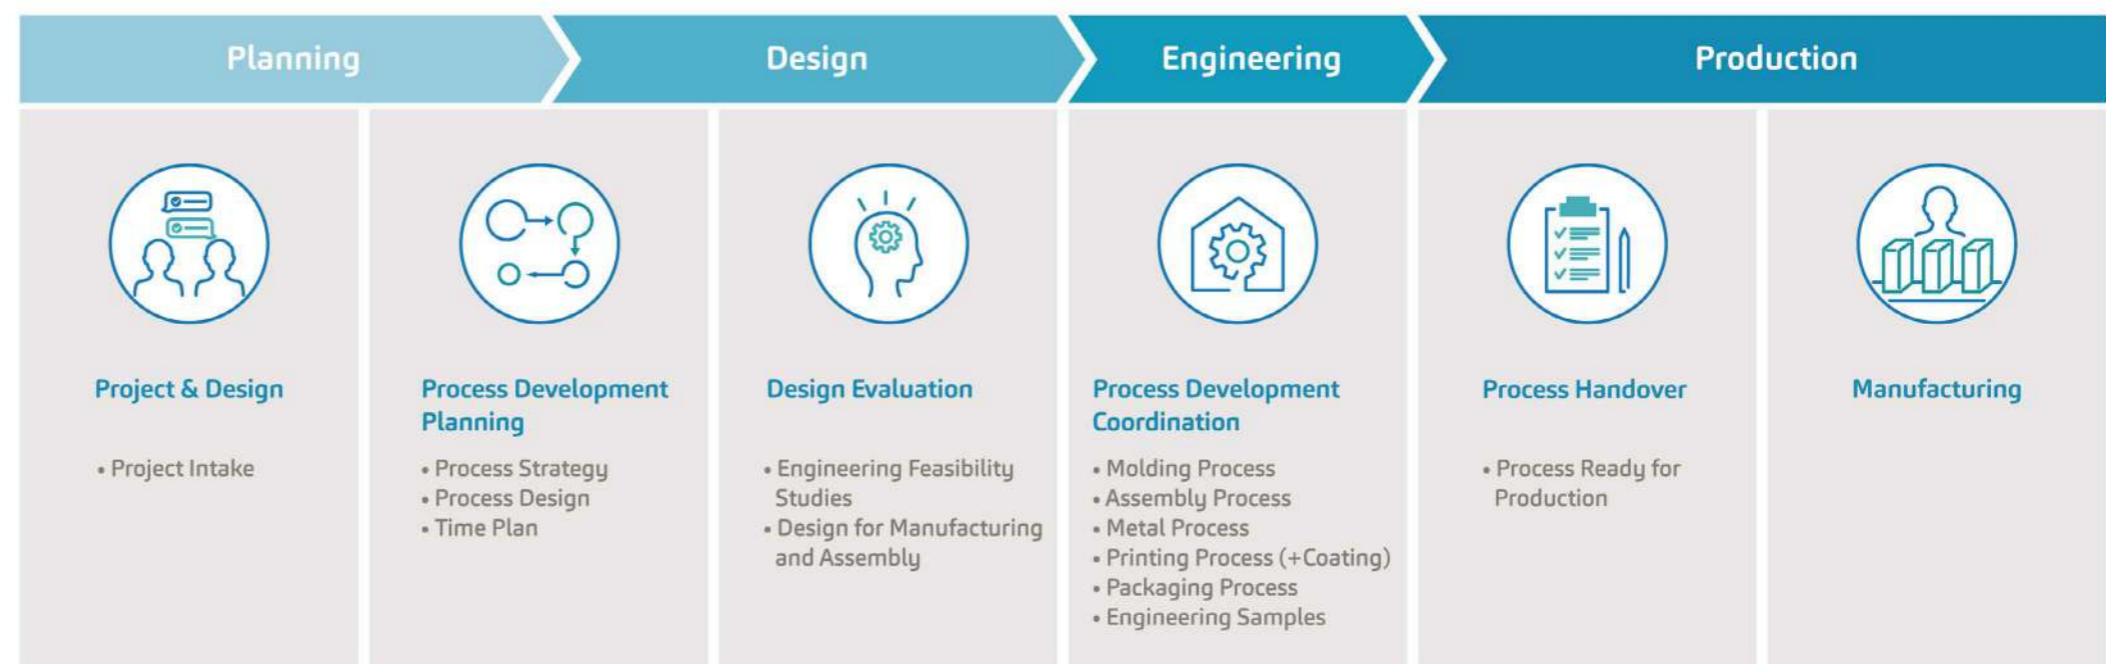 Planning
Design
Engineering
Production
Project & Design
• Project Intake
Process Development
Planning
• Process Strategy
• Process Design
• Time Plan
Design Evaluation
• Engineering Feasibility
Studies
• Design for Manufacturing
and Assembly
Process Development
Coordination
• Molding Process
• Assembly Process
• Metal Process
• Printing Process (+Coating)
• Packaging Process
• Engineering Samples
Process Handover
• Process Ready for
Production
Manufacturing